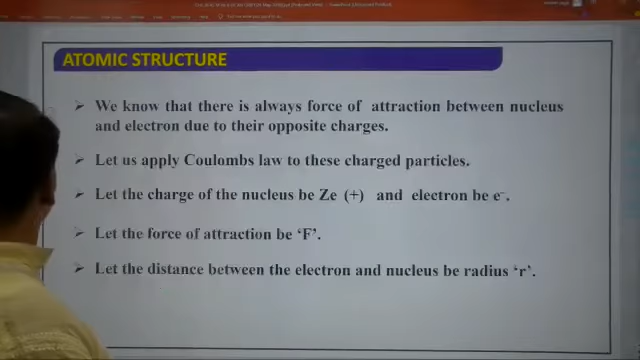 ATOMIC STRUCTURE
➢ We know that there is always force of attraction between nucleus
and electron due to their opposite charges.
➢ Let us apply Coulombs law to these charged particles.
➢ Let the charge of the nucleus be Ze (+) and electron be e⁻.
➢ Let the force of attraction be ‘F’.
➢ Let the distance between the electron and nucleus be radius ‘r’.